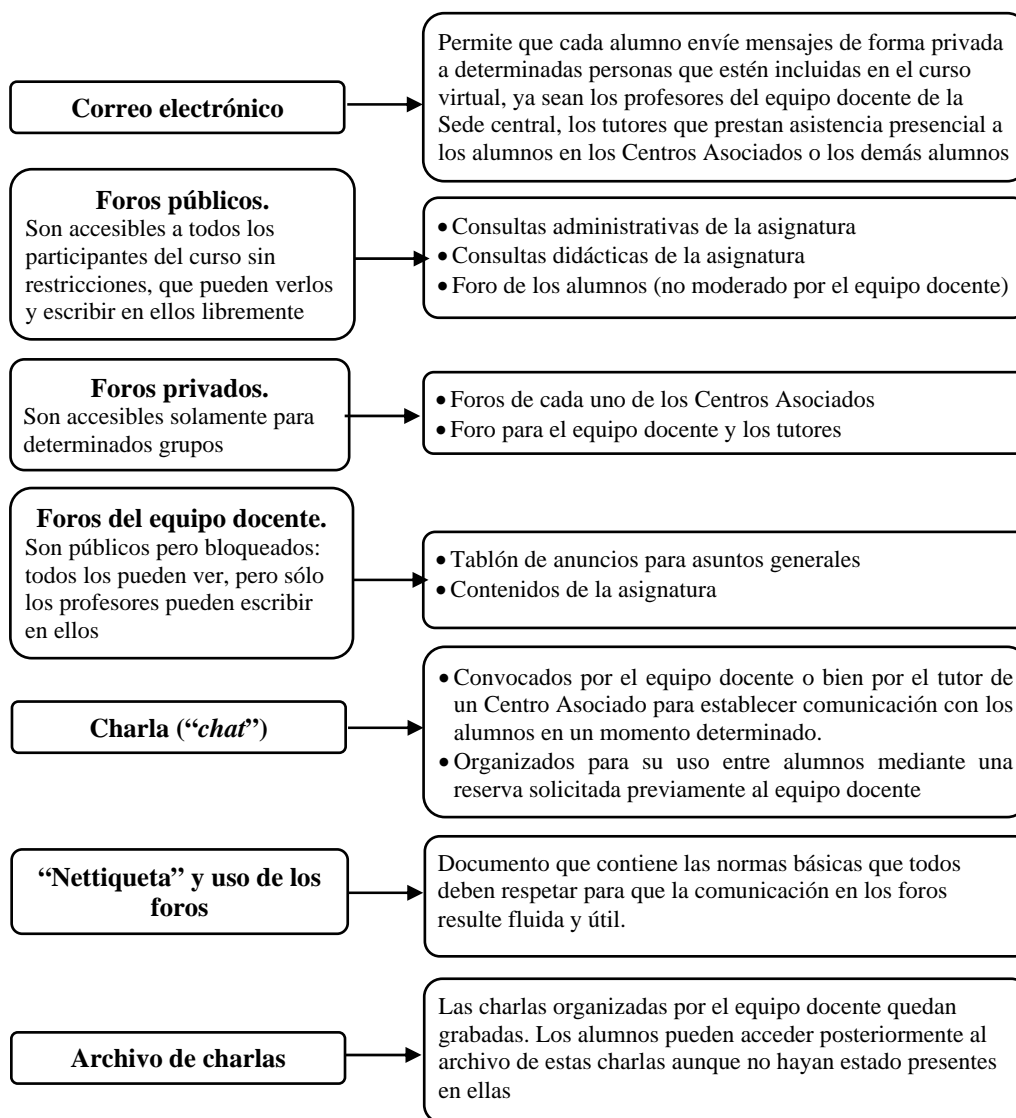 Correo electrónico
Permite que cada alumno envíe mensajes de forma privada
a determinadas personas que estén incluidas en el curso
virtual, ya sean los profesores del equipo docente de la
Sede central, los tutores que prestan asistencia presencial a
los alumnos en los Centros Asociados o los demás alumnos
Foros públicos.
Son accesibles a todos los
participantes del curso sin
restricciones, que pueden verlos
y escribir en ellos libremente
• Consultas administrativas de la asignatura
• Consultas didácticas de la asignatura
• Foro de los alumnos (no moderado por el equipo docente)
Foros privados.
Son accesibles solamente para
determinados grupos
• Foros de cada uno de los Centros Asociados
• Foro para el equipo docente y los tutores
Foros del equipo docente.
Son públicos pero bloqueados:
todos los pueden ver, pero sólo
los profesores pueden escribir
en ellos
• Tablón de anuncios para asuntos generales
• Contenidos de la asignatura
Charla (“chat”)
• Convocados por el equipo docente o bien por el tutor de
un Centro Asociado para establecer comunicación con los
alumnos en un momento determinado.
• Organizados para su uso entre alumnos mediante una
reserva solicitada previamente al equipo docente
“Nettiqueta” y uso de los
foros
Documento que contiene las normas básicas que todos
deben respetar para que la comunicación en los foros
resulte fluida y útil.
Archivo de charlas
Las charlas organizadas por el equipo docente quedan
grabadas. Los alumnos pueden acceder posteriormente al
archivo de estas charlas aunque no hayan estado presentes
en ellas